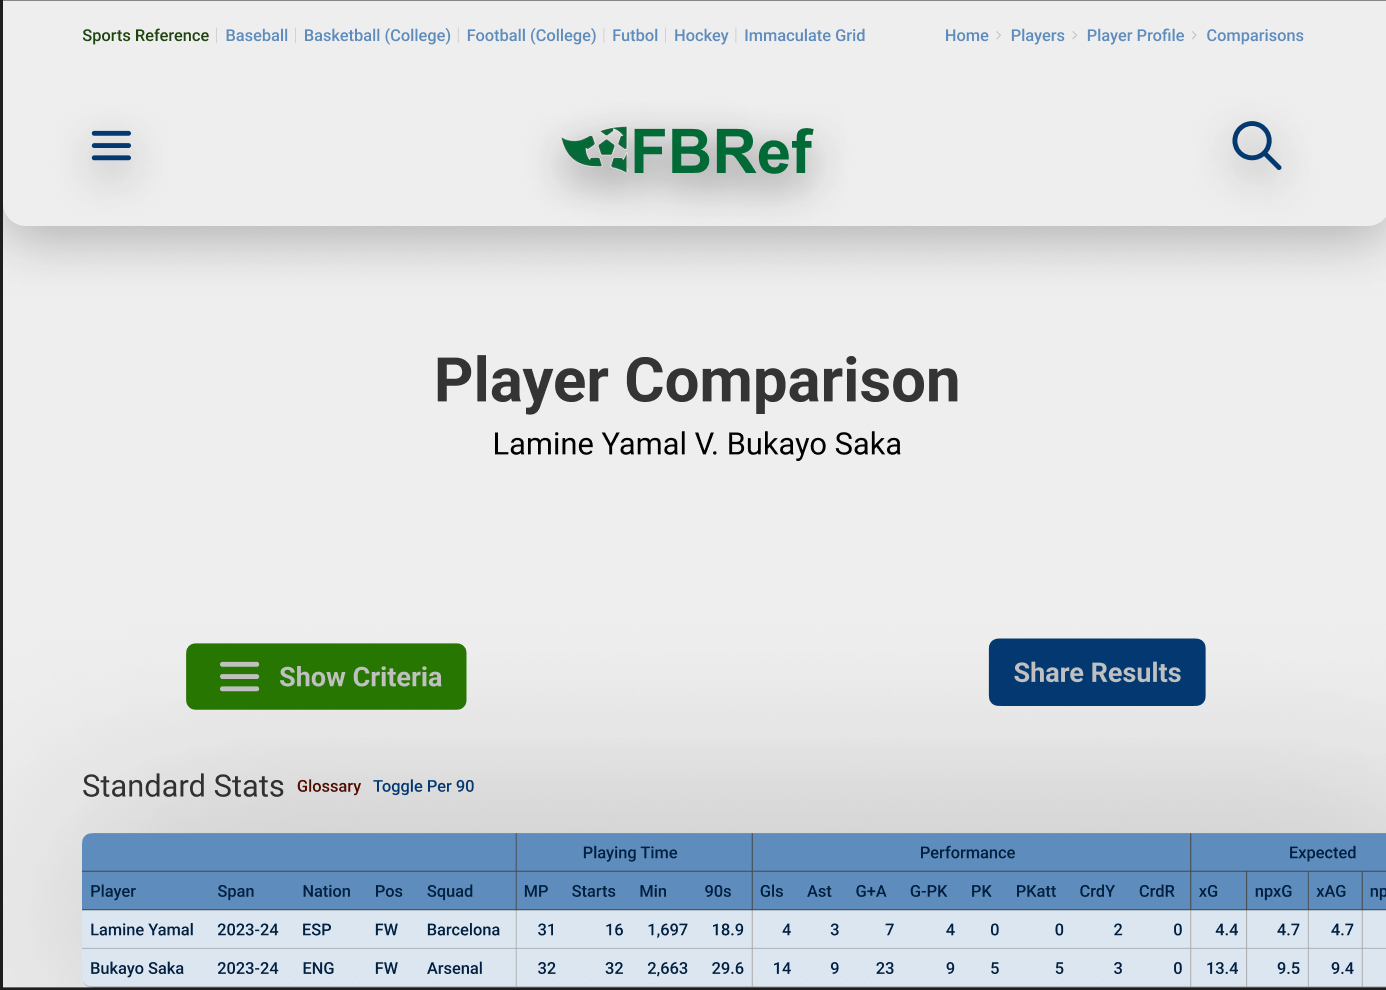 Sports Reference Baseball Basketball (College) Football (College) Futbol Hockey Immaculate Grid Home > Players > Player Profile > Comparisons
FBRef
Player Comparison
Lamine Yamal V. Bukayo Saka
Show Criteria Share Results
Standard Stats Glossary Toggle Per 90
Playing Time Performance Expected
Player Span Nation Pos Squad MP Starts Min 90s Gls Ast G+A G-PK PK PKatt CrdY CrdR xG npxG xAG np
Lamine Yamal 2023-24 ESP FW Barcelona 31 16 1,697 18.9 4 3 7 4 0 0 2 0 4.4 4.7 4.7
Bukayo Saka 2023-24 ENG FW Arsenal 32 32 2,663 29.6 14 9 23 9 5 5 3 0 13.4 9.5 9.4